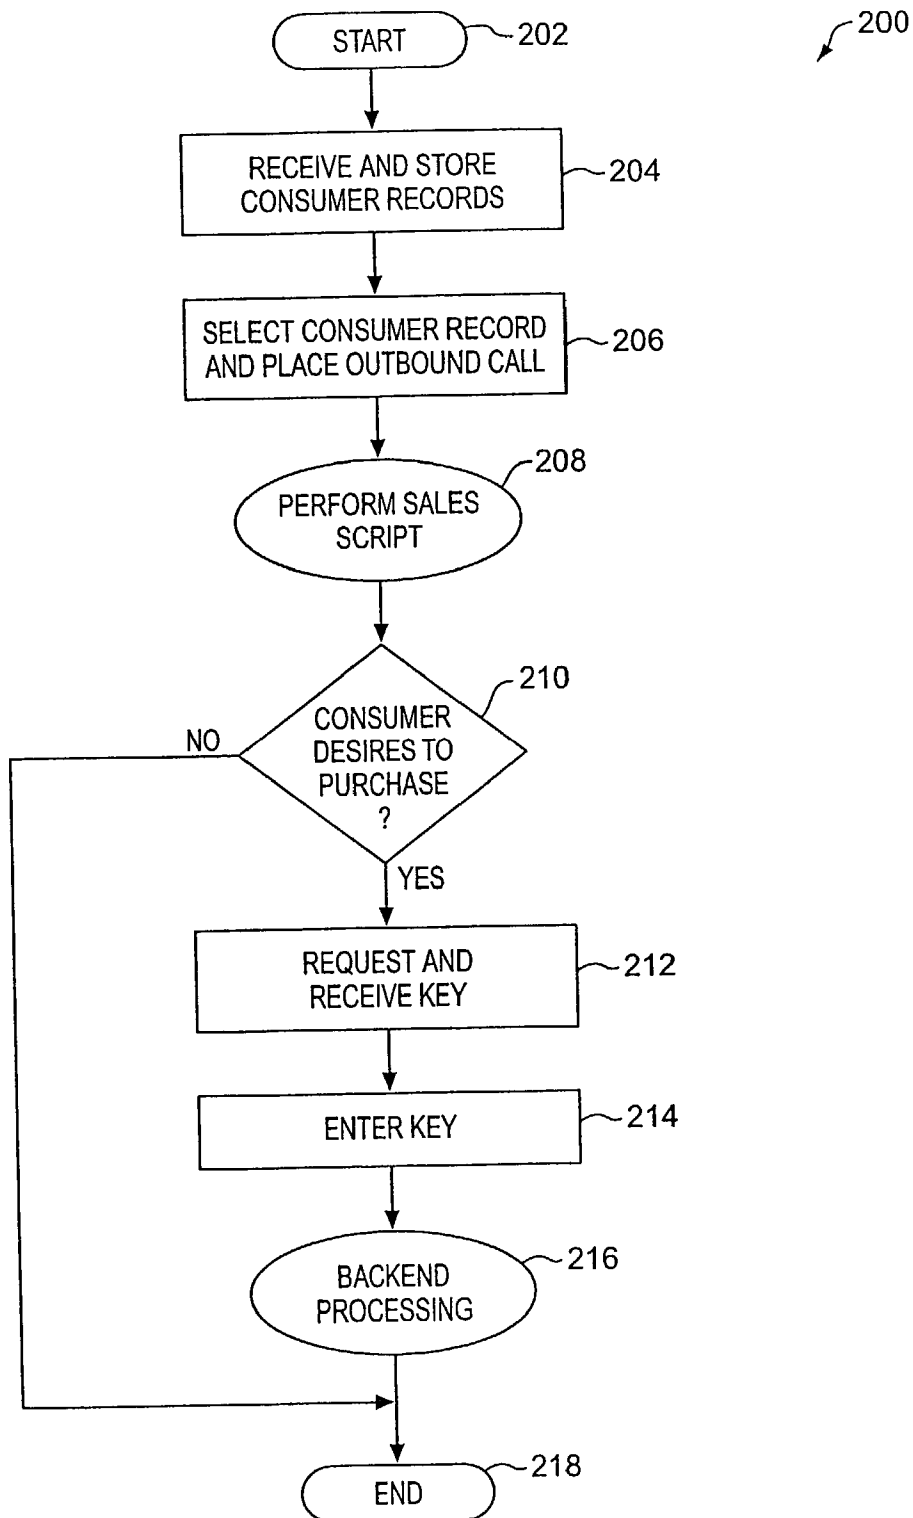 200
START
202
RECEIVE AND STORE
CONSUMER RECORDS
204
SELECT CONSUMER RECORD
AND PLACE OUTBOUND CALL
206
PERFORM SALES
SCRIPT
208
CONSUMER
DESIRES TO
PURCHASE
?
210
NO
YES
REQUEST AND
RECEIVE KEY
212
ENTER KEY
214
BACKEND
PROCESSING
216
END
218